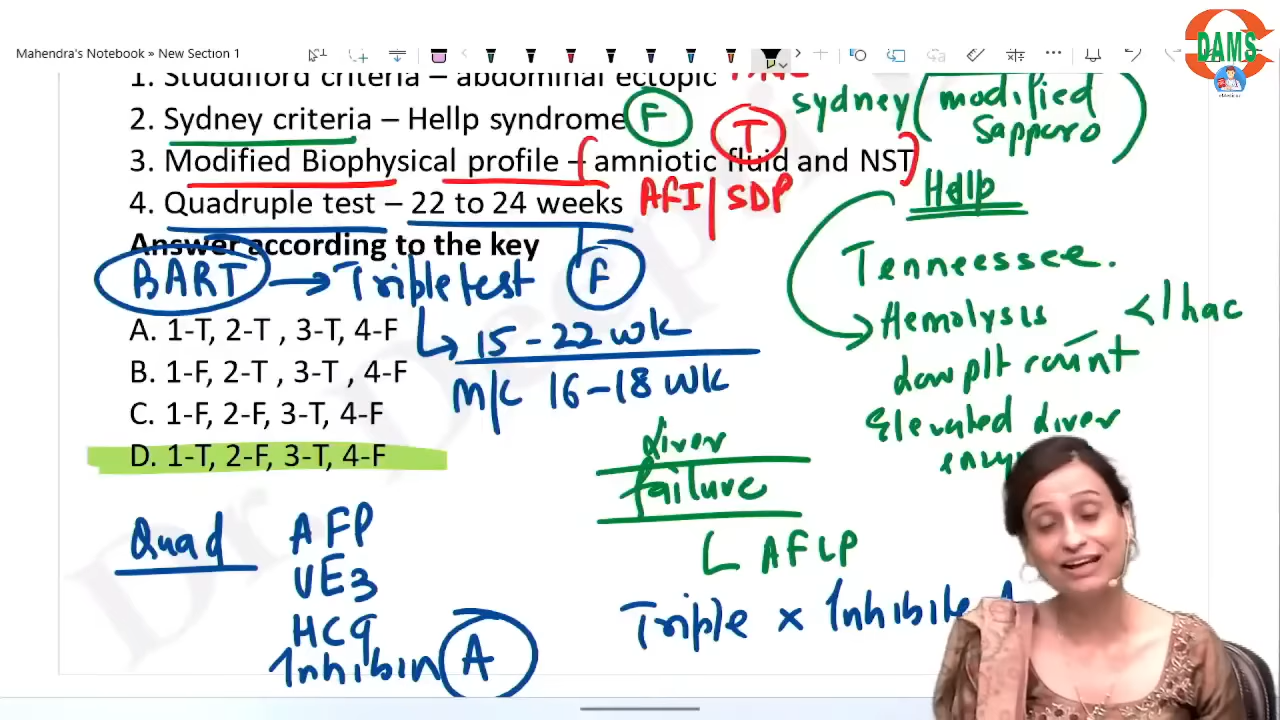 Mahendra's Notebook » New Section 1
DAMS
1. Studdiford criteria – abdominal ectopic
2. Sydney criteria – Hellp syndrome F
T
sydney (modified
Sapporo)
3. Modified Biophysical profile – (amniotic fluid and NST)
AFI/SDP
4. Quadruple test – 22 to 24 weeks
F
Answer according to the key
BART → Triple test
↳ 15 - 22 wk
m/c 16 - 18 wk
A. 1-T, 2-T , 3-T, 4-F
B. 1-F, 2-T , 3-T , 4-F
C. 1-F, 2-F, 3-T, 4-F
D. 1-T, 2-F, 3-T, 4-F
Hellp
Tenneessee.
Hemolysis < 1 hac
Low plt count
Elevated Liver
Liver
failure
AFLP
Quad AFP
UE3
HCG
Inhibin A
Triple x